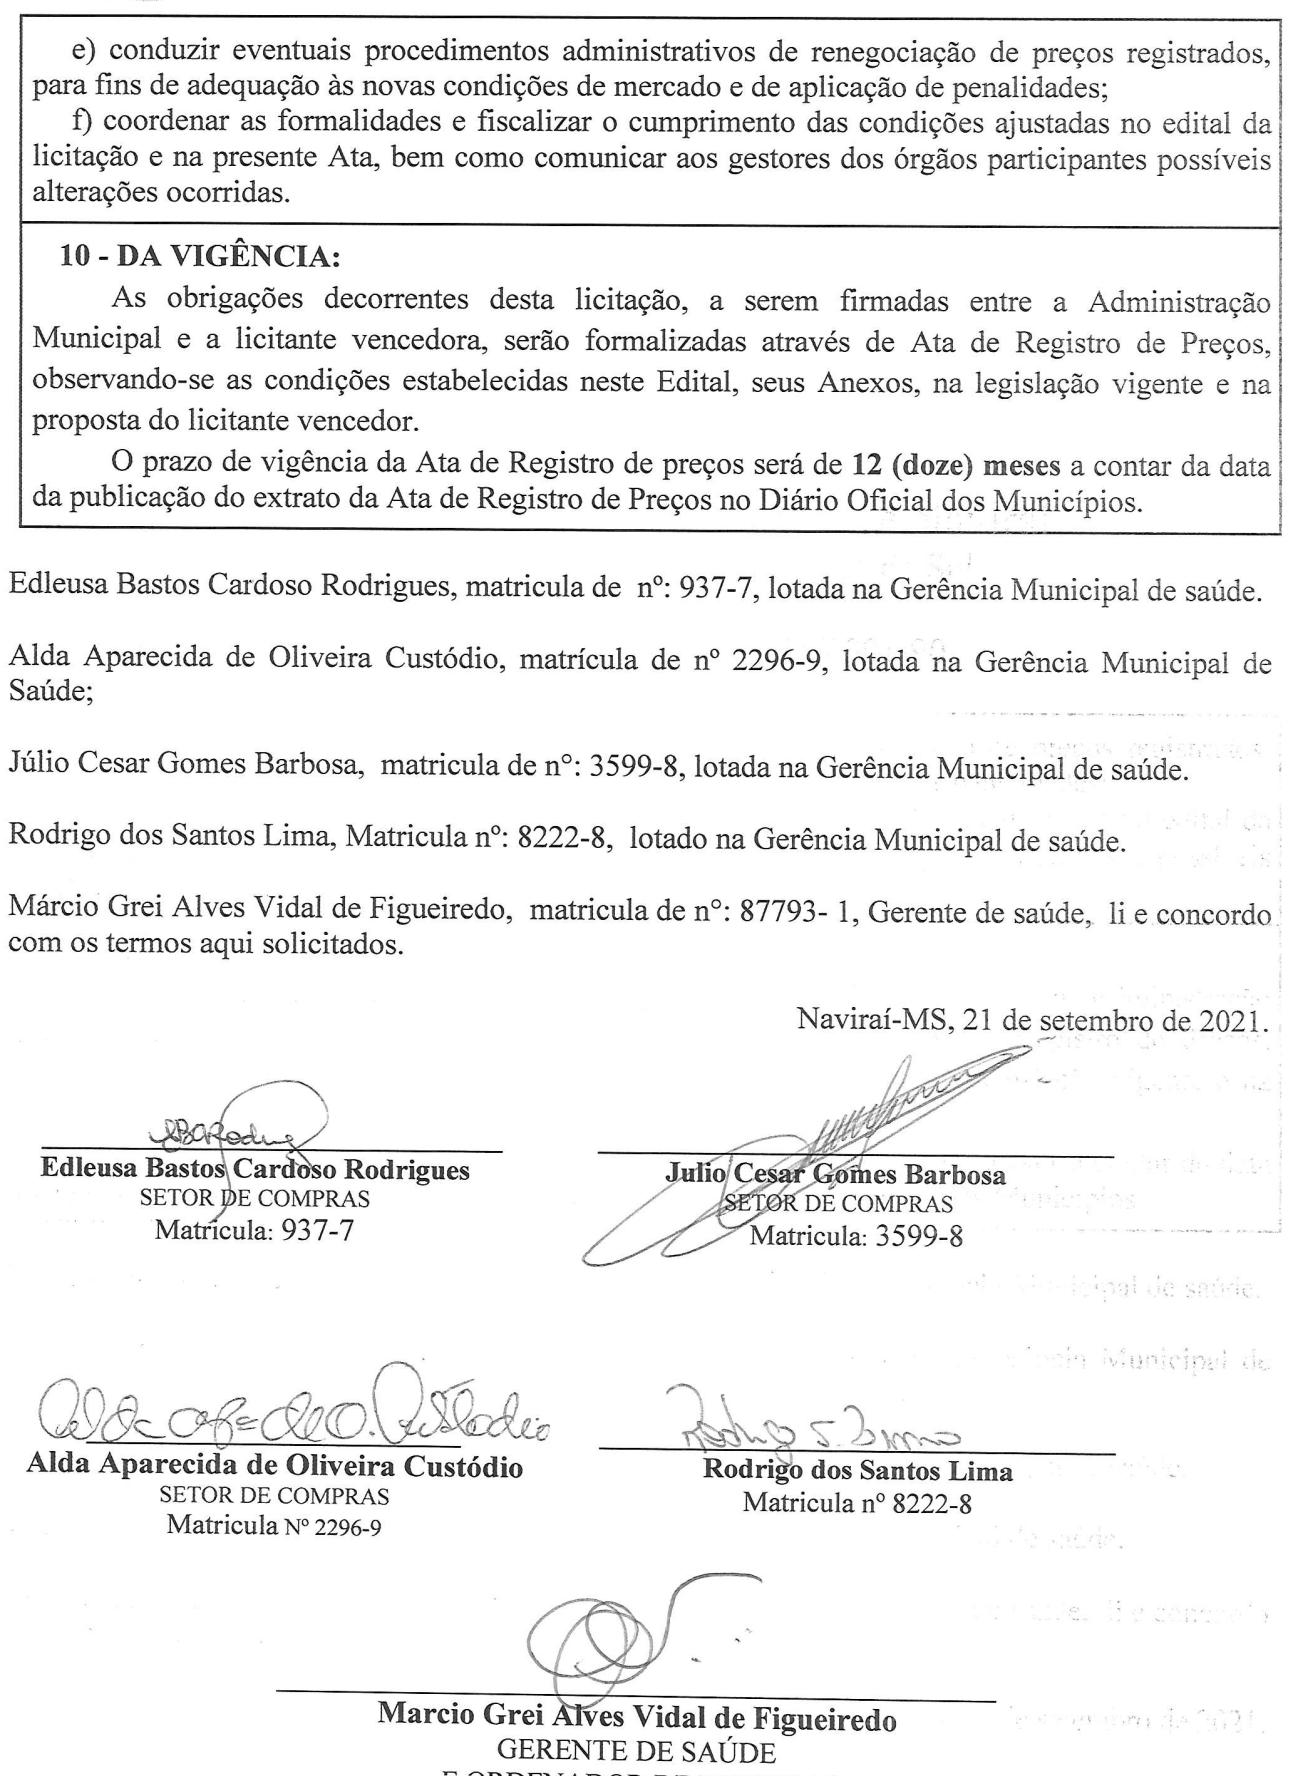 e) conduzir eventuais procedimentos administrativos de renegociação de preços registrados,
para fins de adequação às novas condições de mercado e de aplicação de penalidades;
f) coordenar as formalidades e fiscalizar o cumprimento das condições ajustadas no edital da
licitação e na presente Ata, bem como comunicar aos gestores dos órgãos participantes possíveis
alterações ocorridas.
10 - DA VIGÊNCIA:
As obrigações decorrentes desta licitação, a serem firmadas entre a Administração
Municipal e a licitante vencedora, serão formalizadas através de Ata de Registro de Preços,
observando-se as condições estabelecidas neste Edital, seus Anexos, na legislação vigente e na
proposta do licitante vencedor.
O prazo de vigência da Ata de Registro de preços será de 12 (doze) meses a contar da data
da publicação do extrato da Ata de Registro de Preços no Diário Oficial dos Municípios.
Edleusa Bastos Cardoso Rodrigues, matricula de nº: 937-7, lotada na Gerência Municipal de saúde.
Alda Aparecida de Oliveira Custódio, matrícula de nº 2296-9, lotada na Gerência Municipal de
Saúde;
Júlio Cesar Gomes Barbosa, matricula de n°: 3599-8, lotada na Gerência Municipal de saúde.
Rodrigo dos Santos Lima, Matricula nº: 8222-8, lotado na Gerência Municipal de saúde.
Márcio Grei Alves Vidal de Figueiredo, matricula de n°: 87793- 1, Gerente de saúde, li e concordo
com os termos aqui solicitados.
Naviraí-MS, 21 de setembro de 2021.
Edleusa Bastos Cardoso Rodrigues
SETOR DE COMPRAS
Matrícula: 937-7
Julio Cesar Gomes Barbosa
SETOR DE COMPRAS
Matricula: 3599-8
Alda Apª de O. Custodio
Alda Aparecida de Oliveira Custódio
SETOR DE COMPRAS
Matricula Nº 2296-9
Rodrigo S. Lima
Rodrigo dos Santos Lima
Matricula nº 8222-8
Marcio Grei Alves Vidal de Figueiredo
GERENTE DE SAÚDE